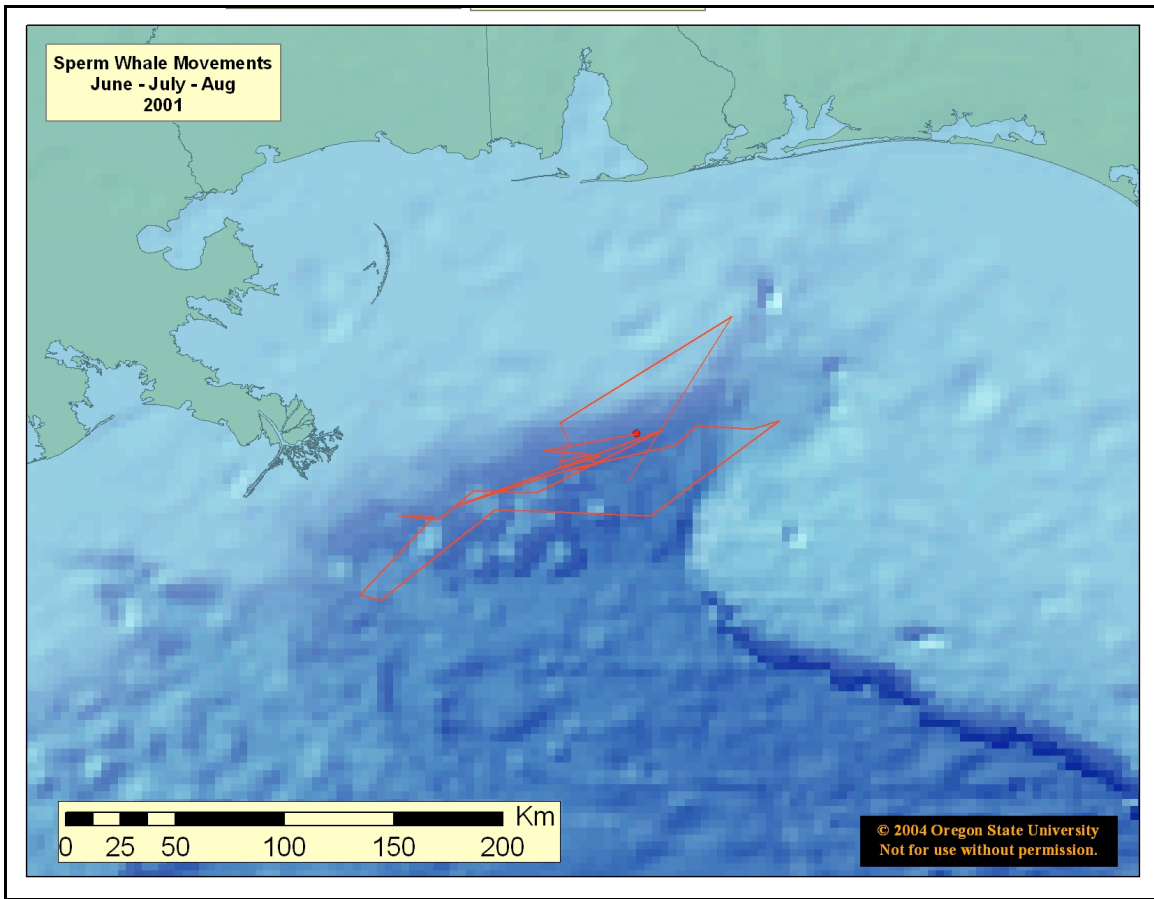 Sperm Whale Movements
June - July - Aug
2001
Km
0 25 50 100 150 200
© 2004 Oregon State University
Not for use without permission.